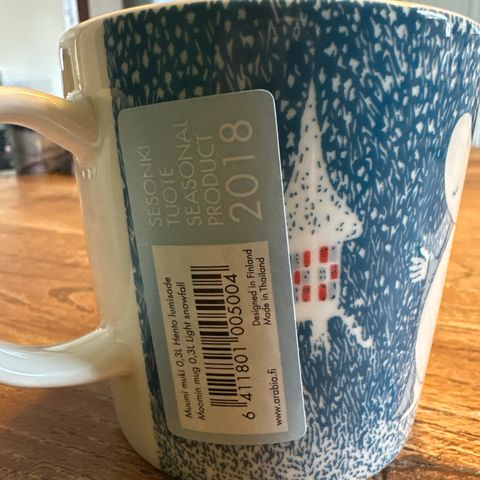 SESONKI
TUOTE
SEASONAL
PRODUCT
2018
Muumi muki 0,3L Hento lumisade
Moomin mug 0,3L Light snowfall
6 411801 005004
Designed in Finland
Made in Thailand
www.arabia.fi